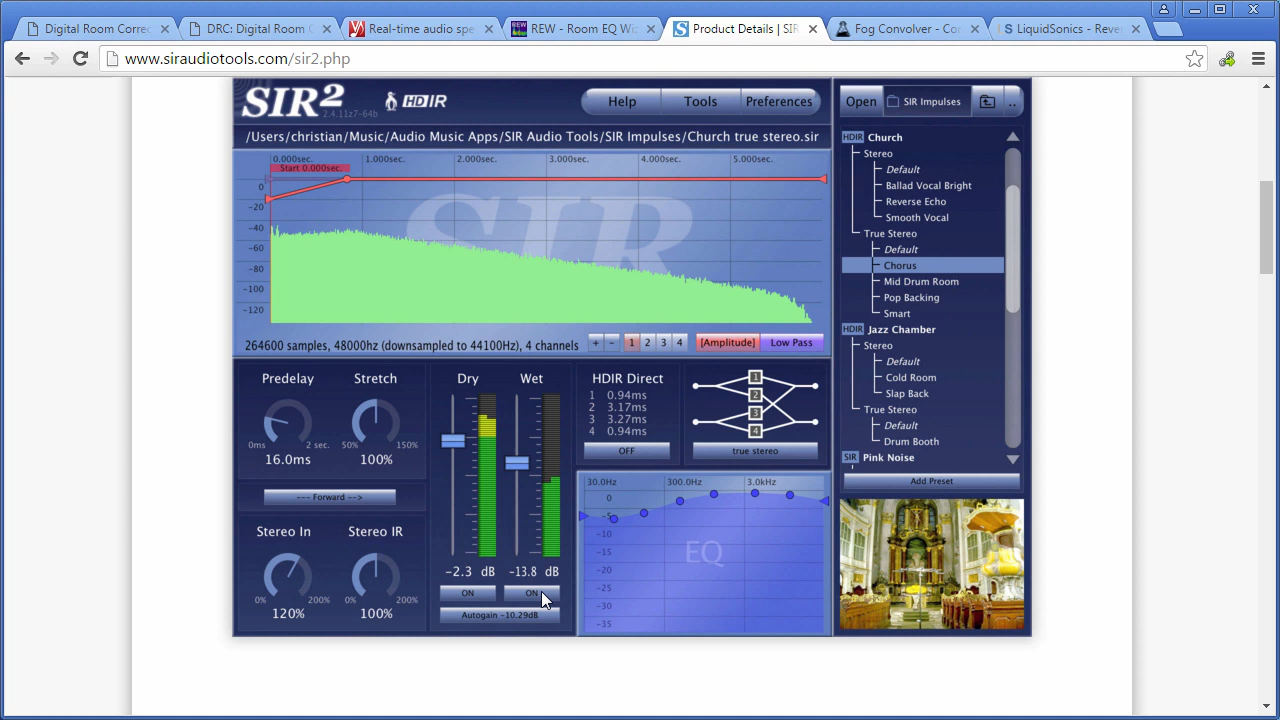 Digital Room Correc
DRC: Digital Room C
Real-time audio spe
REW - Room EQ Wiz
Product Details | SIR
Fog Convolver - Con
LiquidSonics - Rever
www.siraudiotools.com/sir2.php
SIR2
2.4.11z7-64b
HDIR
Help
Tools
Preferences
Open
SIR Impulses
..
/Users/christian/Music/Audio Music Apps/SIR Audio Tools/SIR Impulses/Church true stereo.sir
0.000sec.
1.000sec.
2.000sec.
3.000sec.
4.000sec.
5.000sec.
Start 0.000sec.
0
-20
-40
-60
-80
-100
-120
SIR
264600 samples, 48000hz (downsampled to 44100Hz), 4 channels
+ - 1 2 3 4
[Amplitude]
Low Pass
HDIR Church
Stereo
Default
Ballad Vocal Bright
Reverse Echo
Smooth Vocal
True Stereo
Default
Chorus
Mid Drum Room
Pop Backing
Smart
HDIR Jazz Chamber
Stereo
Default
Cold Room
Slap Back
True Stereo
Default
Drum Booth
SIR Pink Noise
Add Preset
Predelay
0ms 2 sec.
16.0ms
Stretch
50% 150%
100%
--- Forward -->
Stereo In
0% 200%
120%
Stereo IR
0% 200%
100%
Dry
Wet
-2.3 dB
-13.8 dB
ON
ON
Autogain -10.29dB
HDIR Direct
1 0.94ms
2 3.17ms
3 3.27ms
4 0.94ms
OFF
1
2
3
4
true stereo
30.0Hz
300.0Hz
3.0kHz
0
-5
-10
-15
-20
-25
-30
-35
EQ